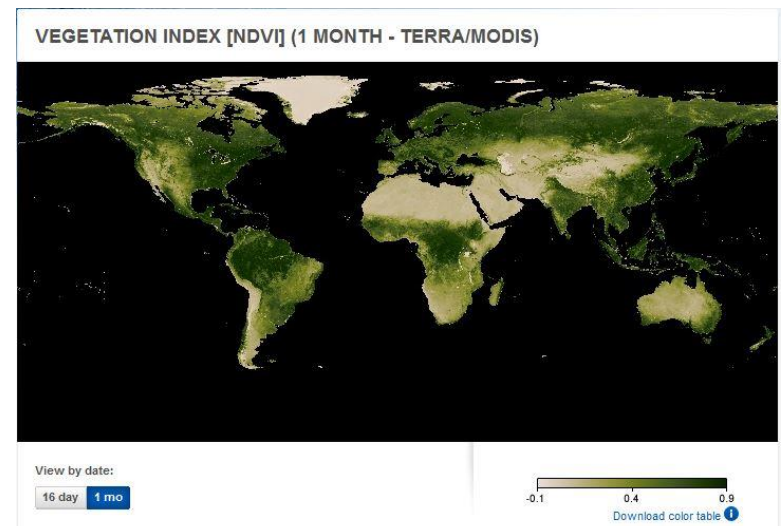 VEGETATION INDEX [NDVI] (1 MONTH - TERRA/MODIS)
View by date:
16 day 1 mo
-0.1 0.4 0.9
Download color table i